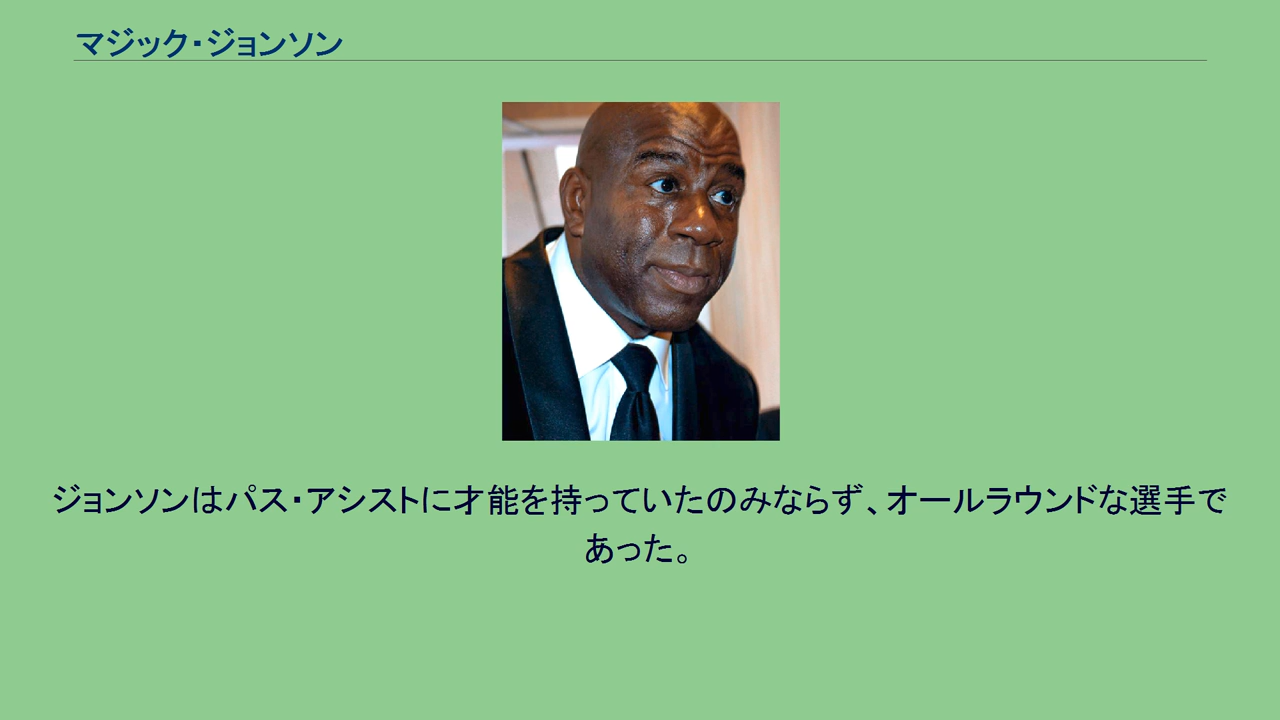 マジック・ジョンソン
ジョンソンはパス・アシストに才能を持っていたのみならず、オールラウンドな選手で
あった。